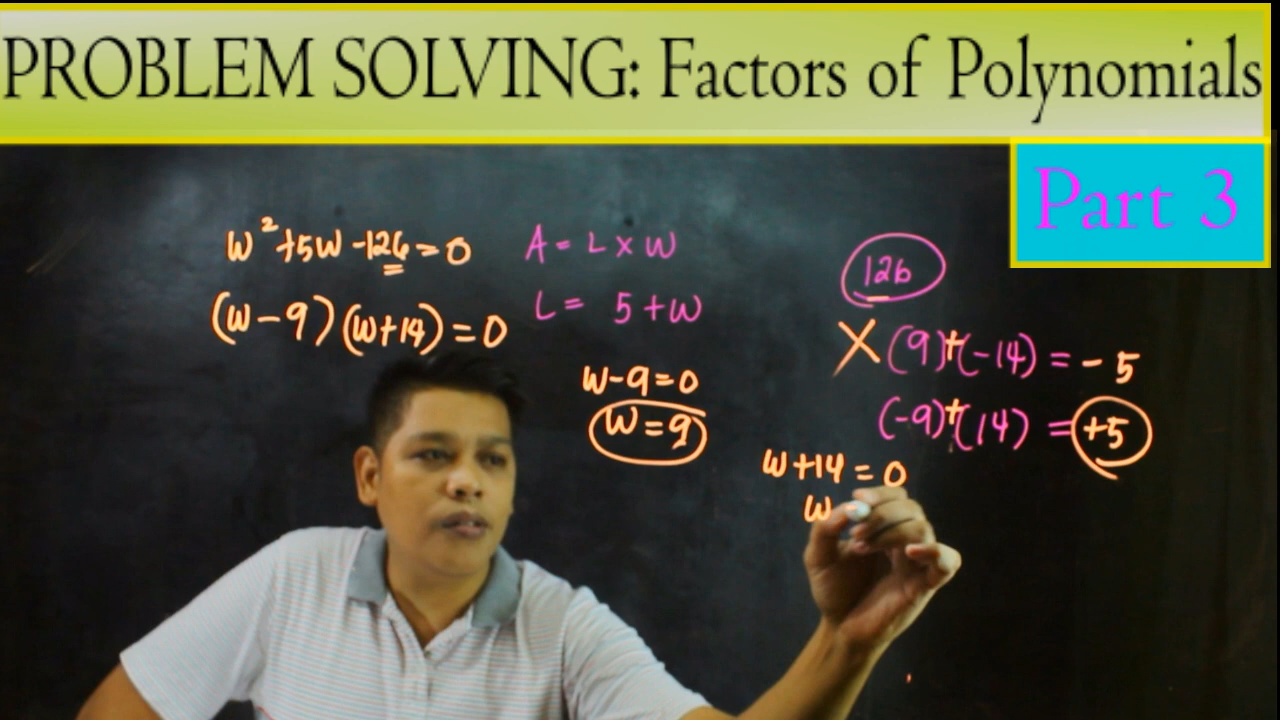 PROBLEM SOLVING: Factors of Polynomials
Part 3
w²+5w-126=0
(w-9)(w+14)=0
A= L x W
L= 5+W
w-9=0
w=9
126
X (9)+(-14)=-5
(-9)+(14)=+5
w+14=0
w